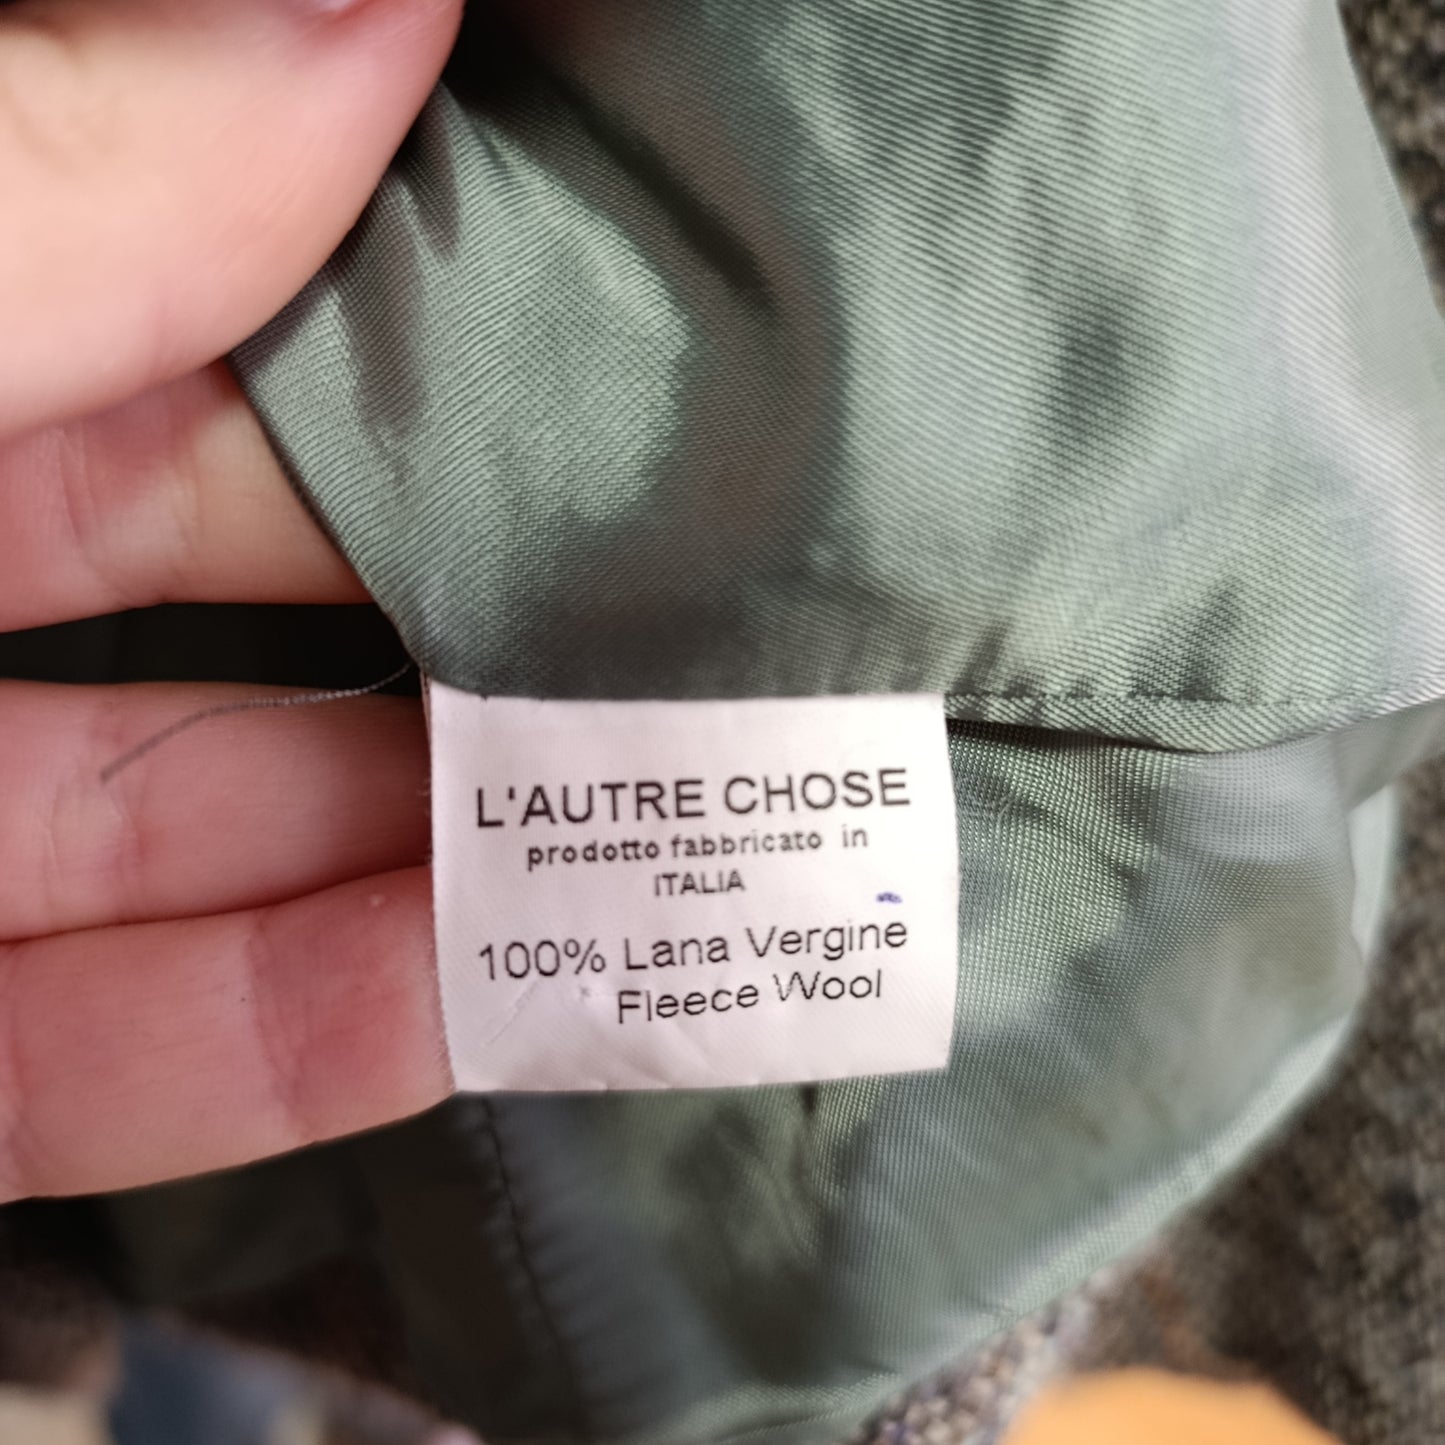 L'AUTRE CHOSE
prodotto fabbricato in
ITALIA
100% Lana Vergine
Fleece Wool